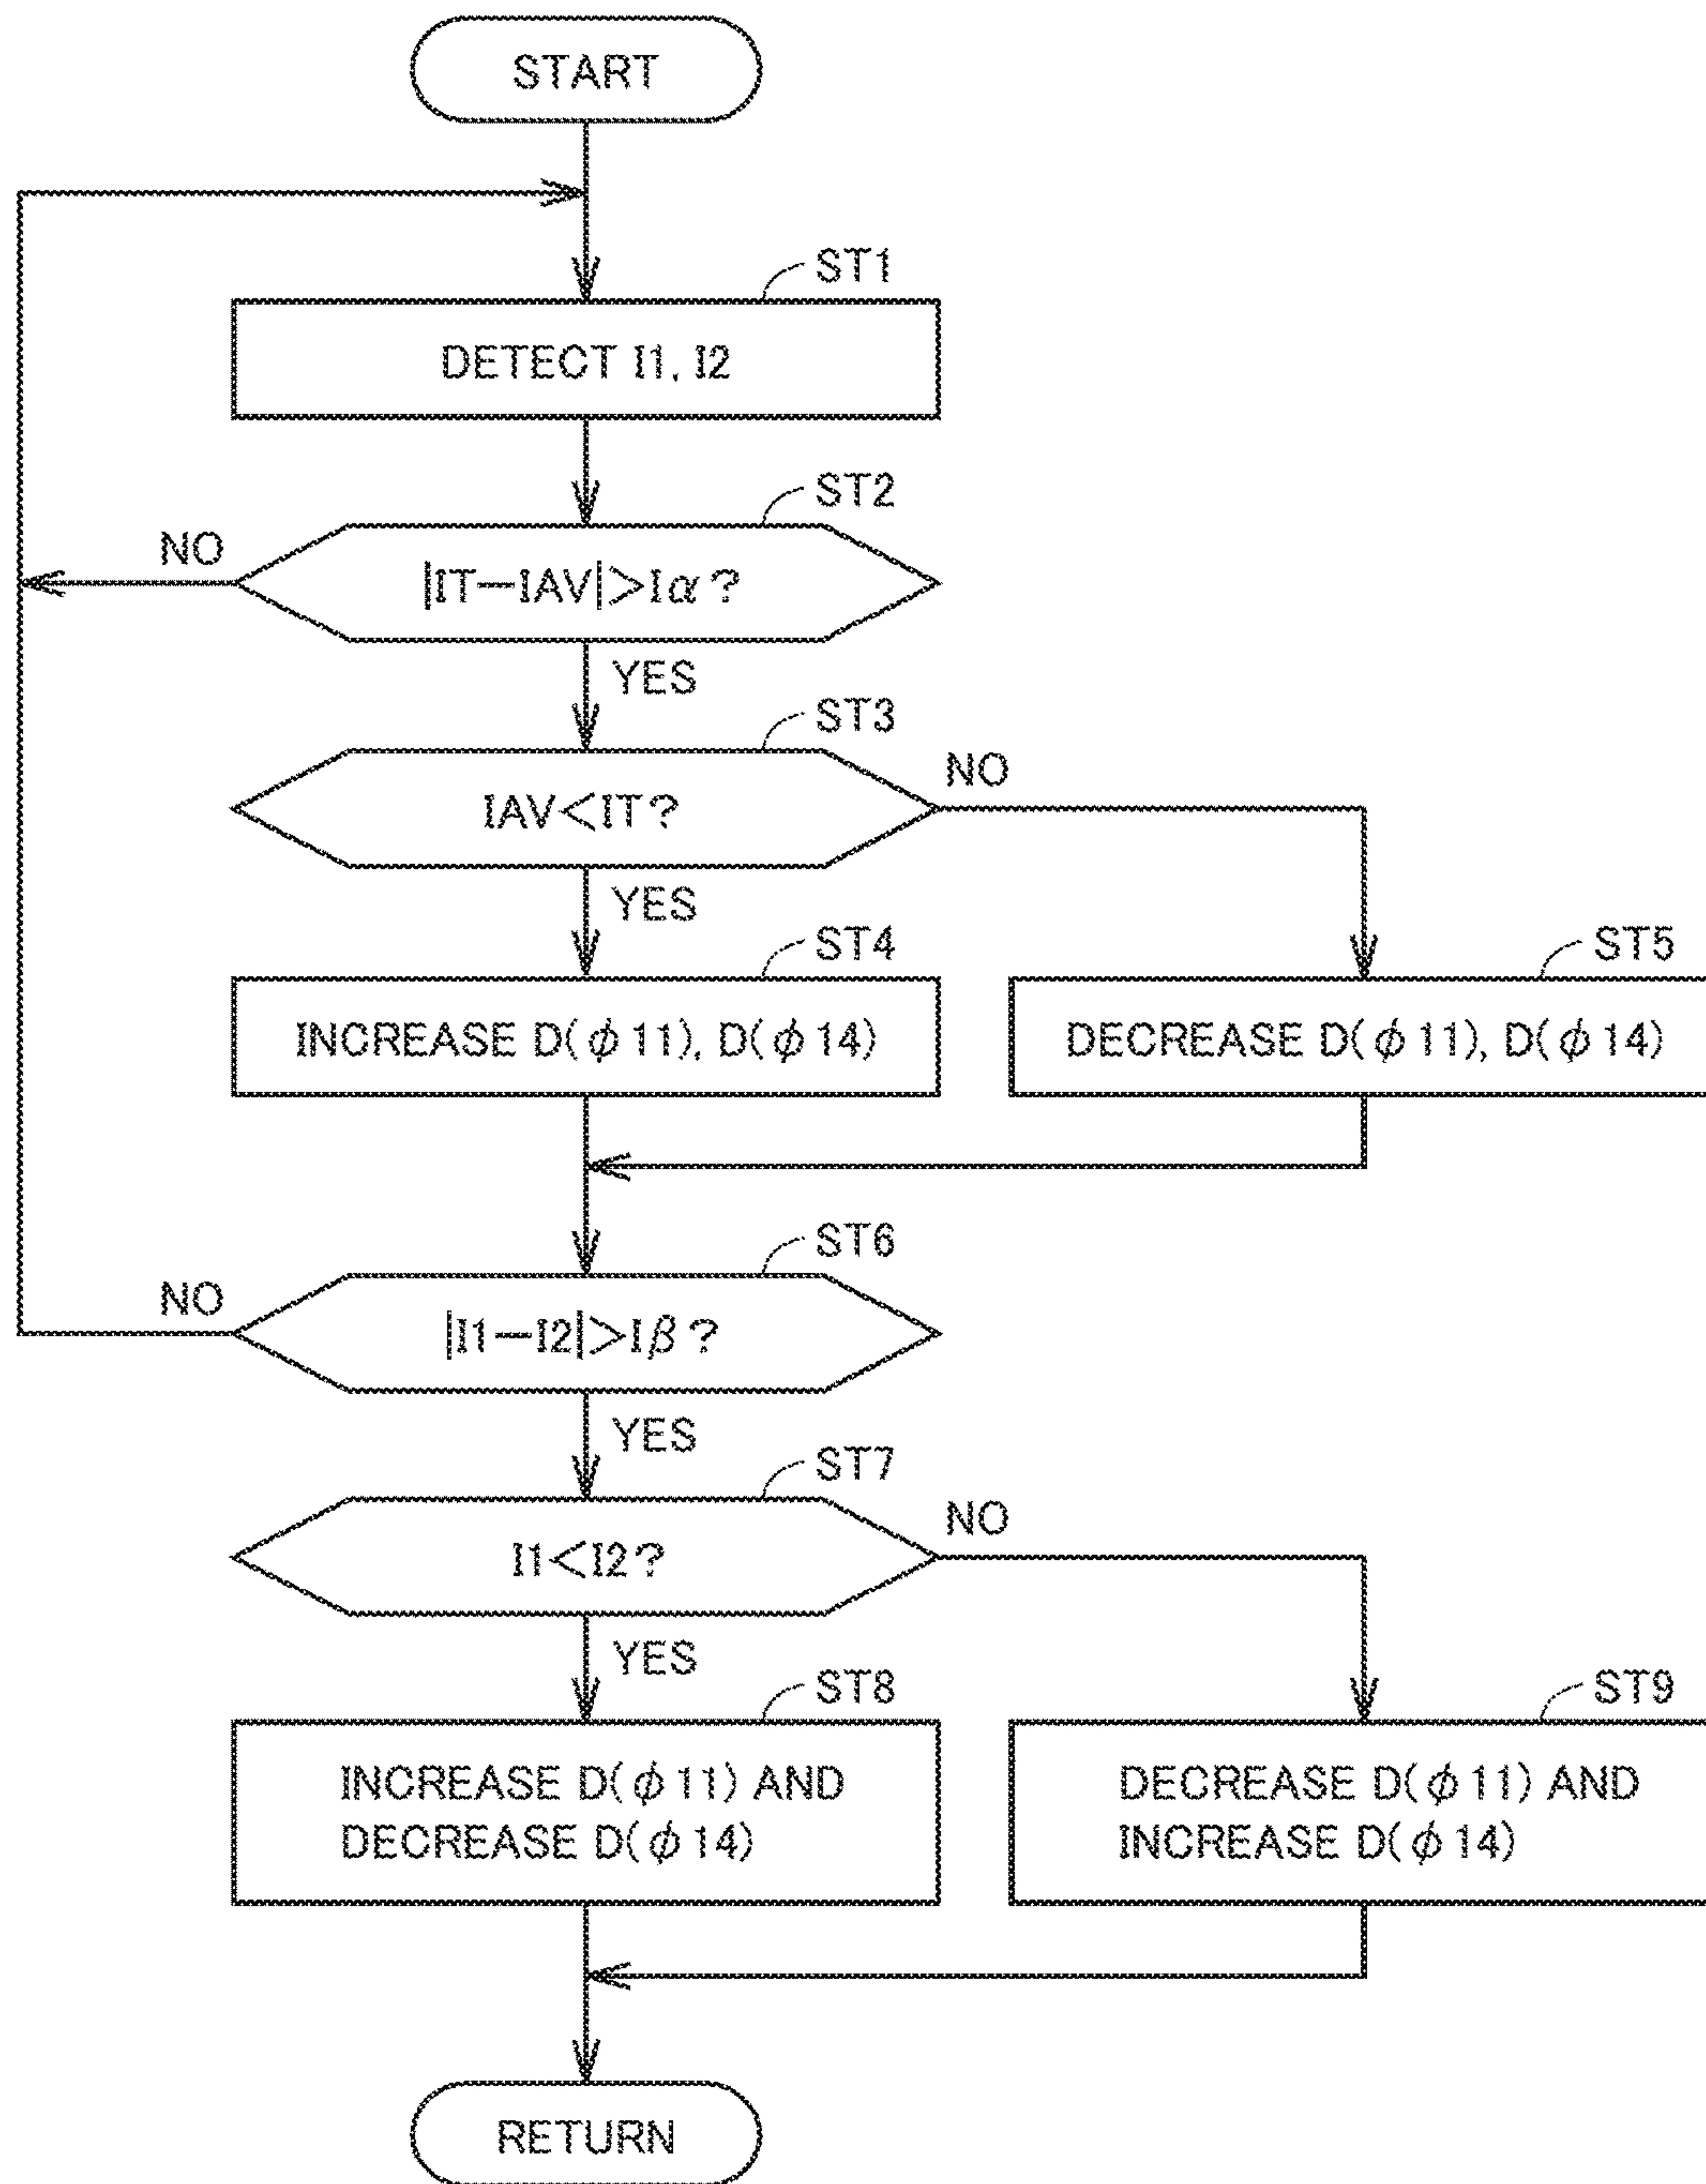 START
ST1
DETECT I1, I2
ST2
NO
|IT−IAV|>Iα?
YES
ST3
NO
IAV<IT?
YES
ST4
ST5
INCREASE D(φ11), D(φ14)
DECREASE D(φ11), D(φ14)
ST6
NO
|I1−I2|>Iβ?
YES
ST7
NO
I1<I2?
YES
ST8
ST9
INCREASE D(φ11) AND
DECREASE D(φ14)
DECREASE D(φ11) AND
INCREASE D(φ14)
RETURN